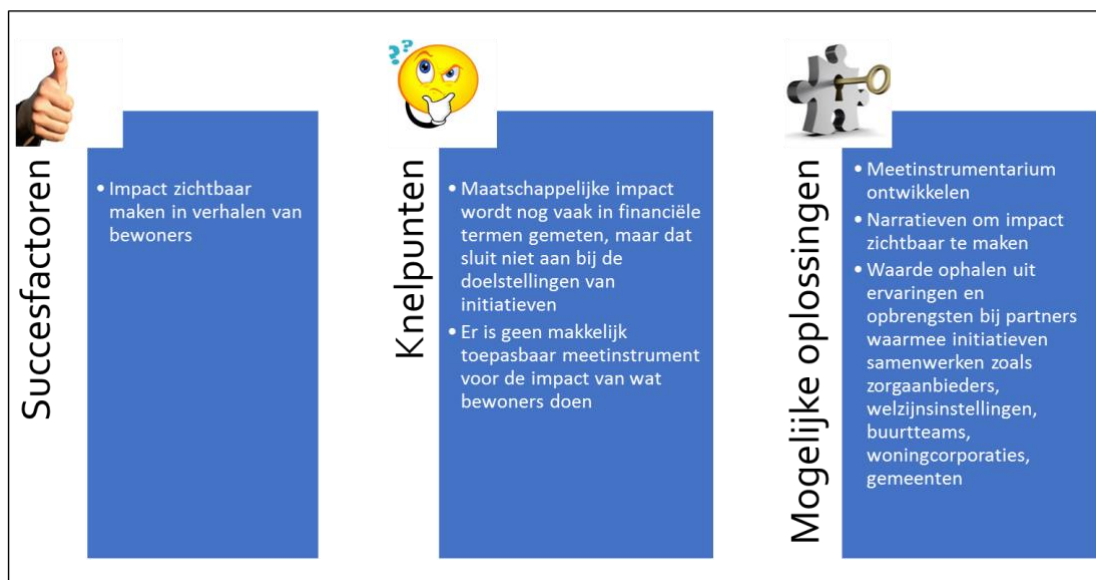 Succesfactoren
• Impact zichtbaar
maken in verhalen van
bewoners
??
Knelpunten
• Maatschappelijke impact
wordt nog vaak in financiële
termen gemeten, maar dat
sluit niet aan bij de
doelstellingen van
initiatieven
• Er is geen makkelijk
toepasbaar meetinstrument
voor de impact van wat
bewoners doen
Mogelijke oplossingen
• Meetinstrumentarium
ontwikkelen
• Narratieven om impact
zichtbaar te maken
• Waarde ophalen uit
ervaringen en
opbrengsten bij partners
waarmee initiatieven
samenwerken zoals
zorgaanbieders,
welzijnsinstellingen,
buurtteams,
woningcorporaties,
gemeenten